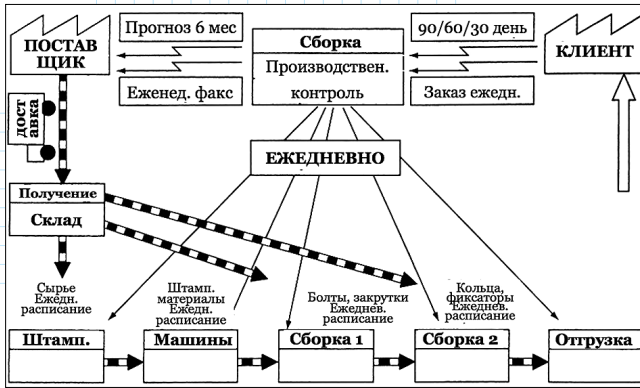 ПОСТАВ
ЩИК
Прогноз 6 мес
Еженед. факс
Сборка
Производствен.
контроль
90/60/30 день
Заказ ежедн.
КЛИЕНТ
дост
авка
ЕЖЕДНЕВНО
Получение
Склад
Сырье
Ежедн.
расписание
Штамп.
материалы
Ежедн.
расписание
Болты, закрутки
Ежеднев.
расписание
Кольца,
фиксаторы
Ежеднев.
расписание
Штамп.
Машины
Сборка 1
Сборка 2
Отгрузка